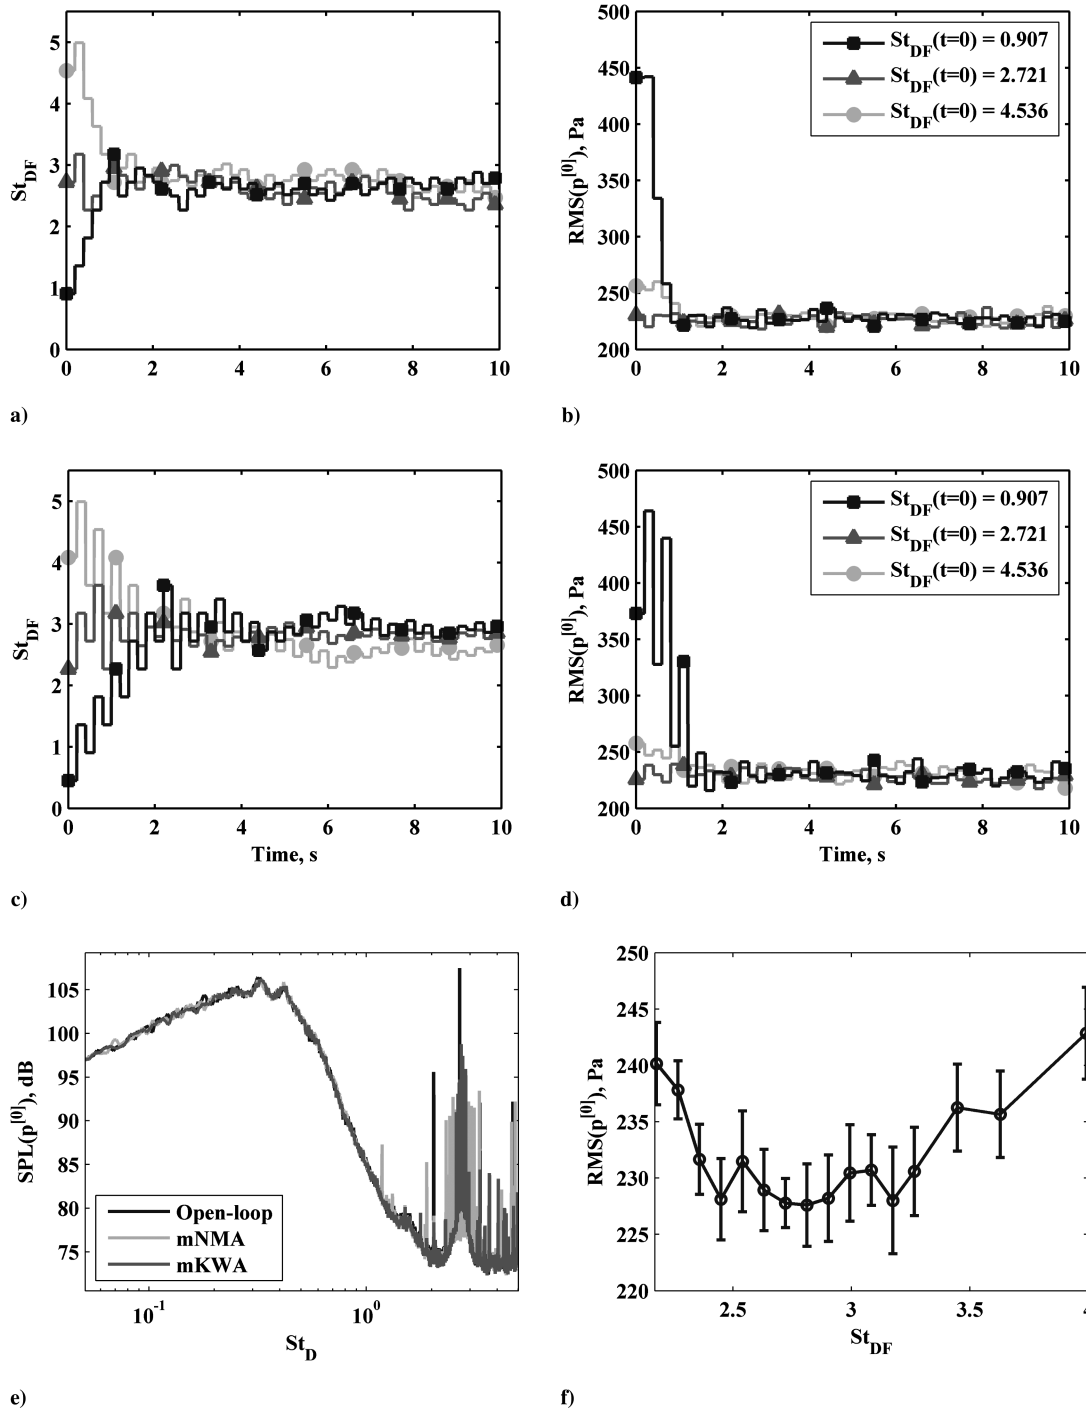 5
4
3
2
1
0
St_DF
0 2 4 6 8 10
a)
500
450
400
350
300
250
200
RMS(p^[0]), Pa
St_DF(t=0) = 0.907
St_DF(t=0) = 2.721
St_DF(t=0) = 4.536
0 2 4 6 8 10
b)
5
4
3
2
1
0
St_DF
0 2 4 6 8 10
Time, s
c)
500
450
400
350
300
250
200
RMS(p^[0]), Pa
St_DF(t=0) = 0.907
St_DF(t=0) = 2.721
St_DF(t=0) = 4.536
0 2 4 6 8 10
Time, s
d)
105
100
95
90
85
80
75
SPL(p^[0]), dB
Open-loop
mNMA
mKWA
10^-1 10^0
St_D
e)
250
245
240
235
230
225
220
RMS(p^[0]), Pa
2.5 3 3.5 4
St_DF
f)